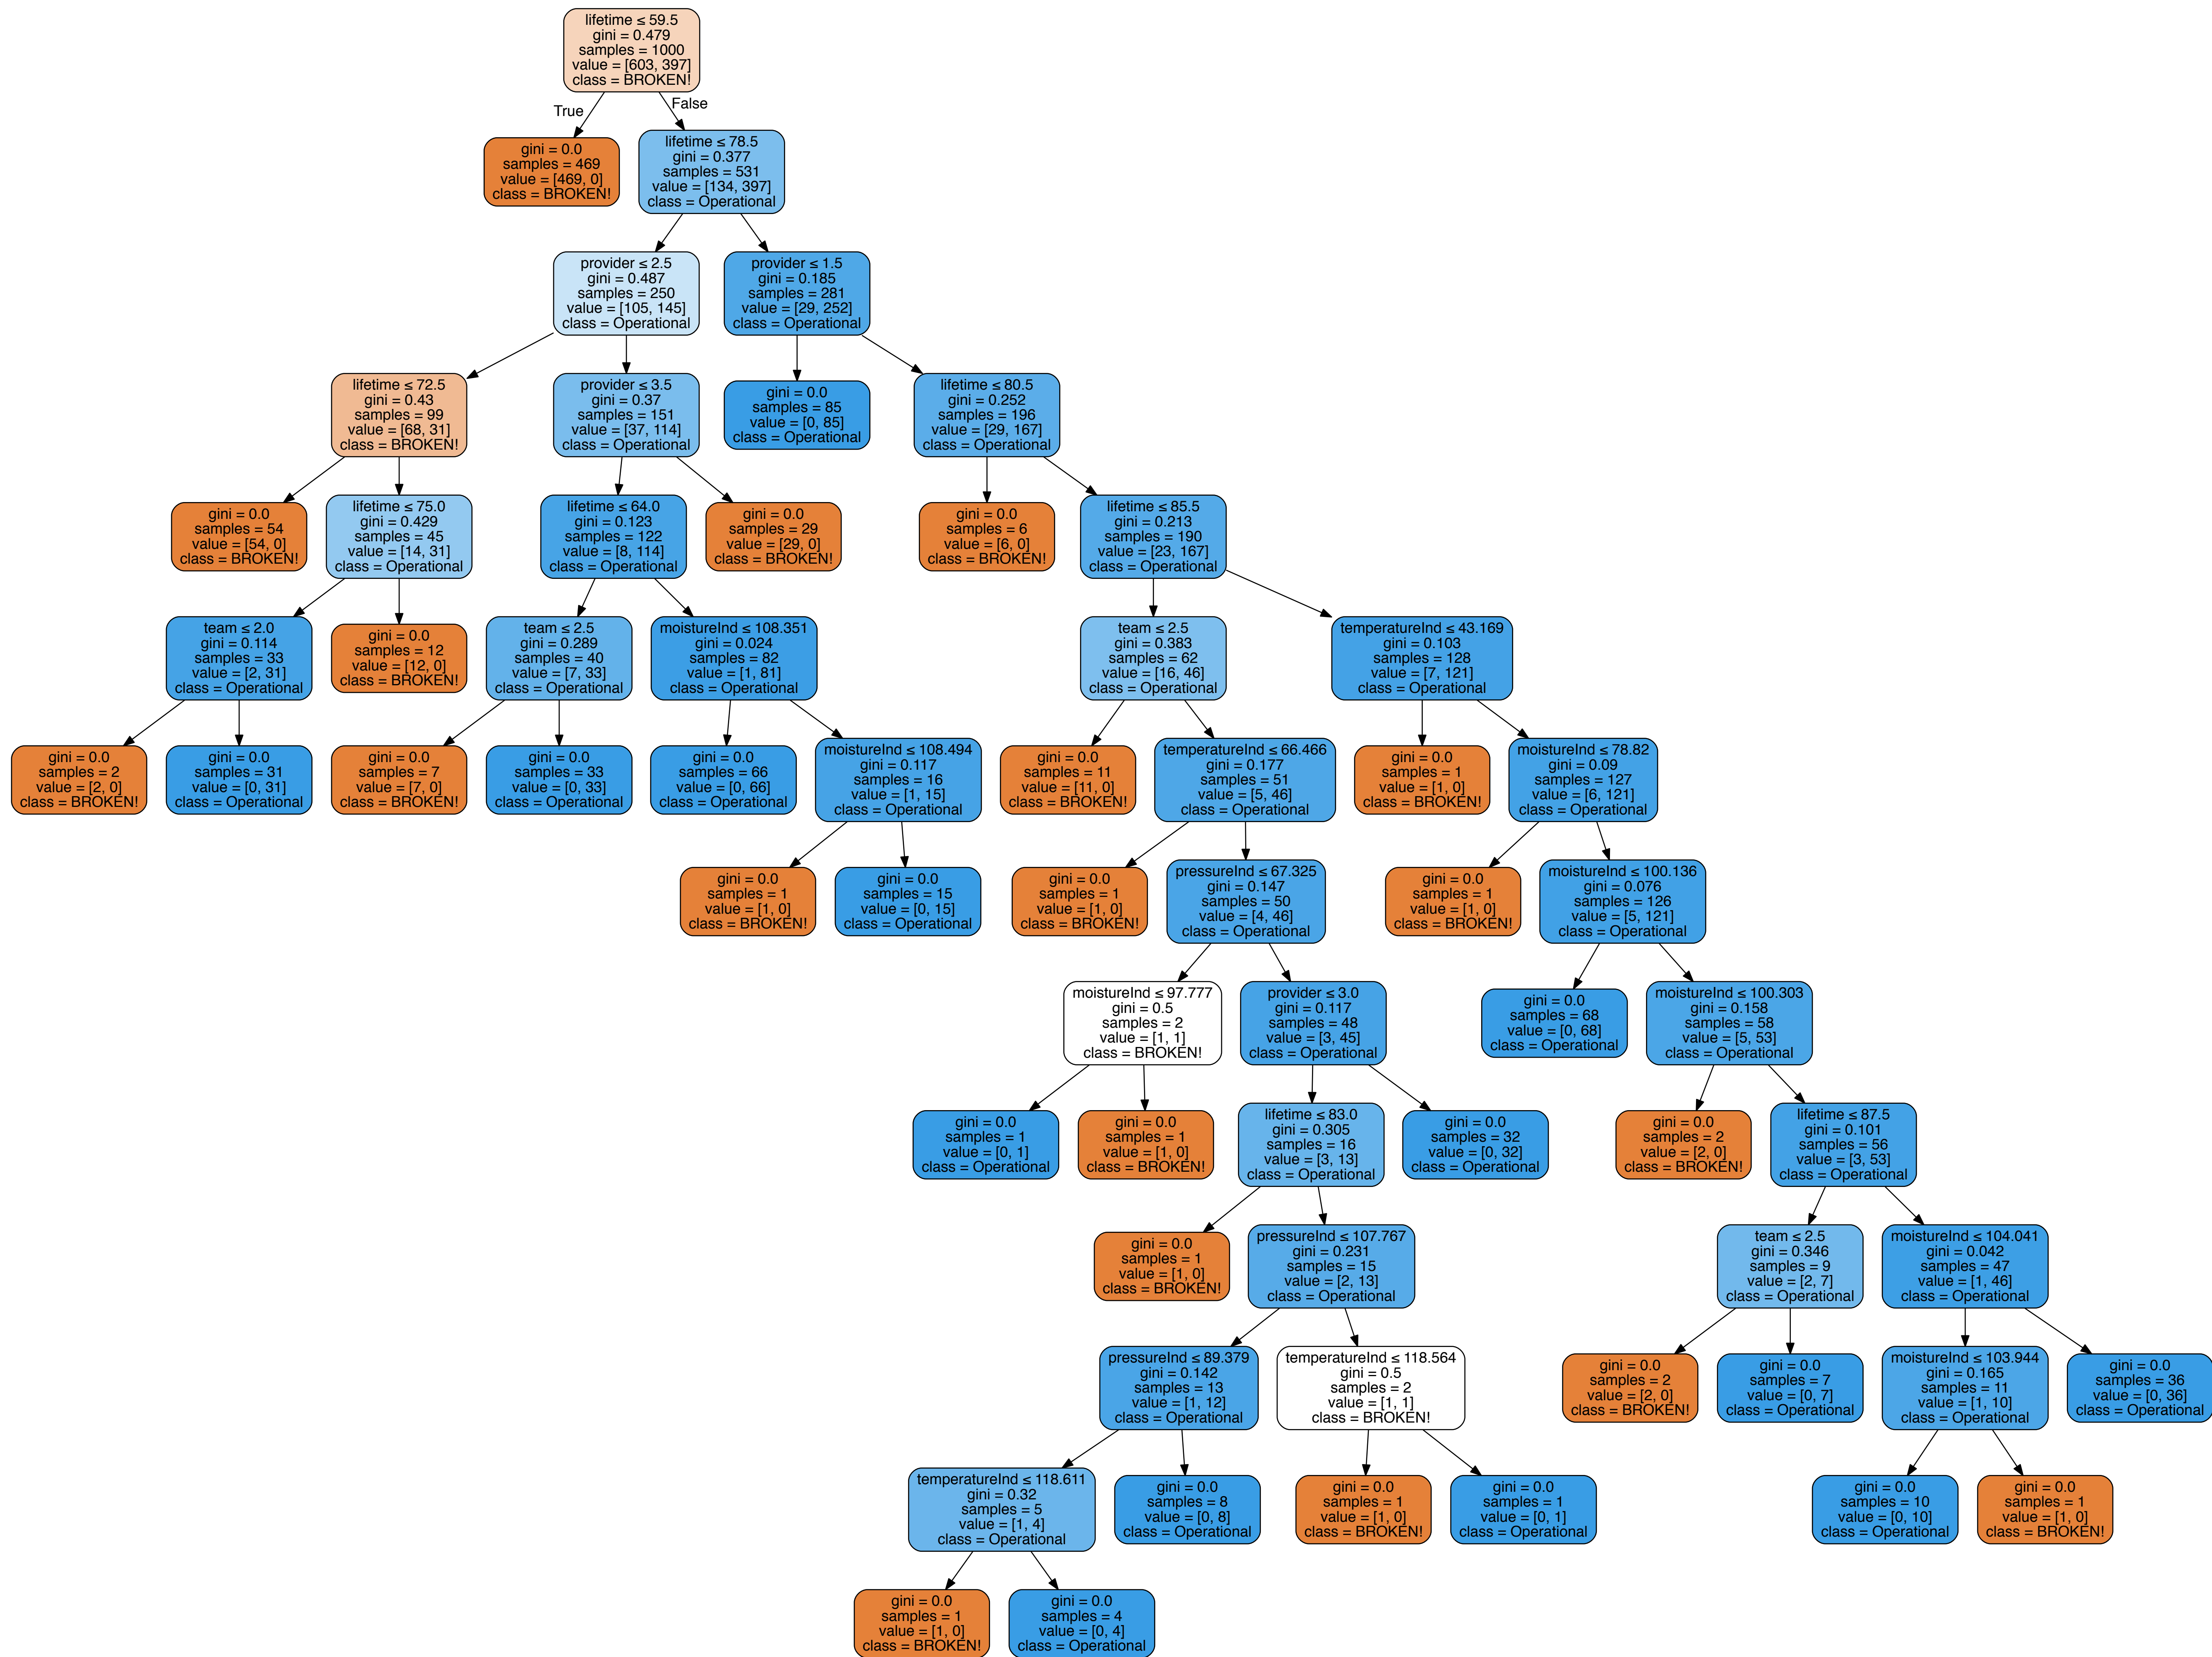 lifetime ≤ 59.5
gini = 0.479
samples = 1000
value = [603, 397]
class = BROKEN!
True
False
gini = 0.0
samples = 469
value = [469, 0]
class = BROKEN!
lifetime ≤ 78.5
gini = 0.377
samples = 531
value = [134, 397]
class = Operational
provider ≤ 2.5
gini = 0.487
samples = 250
value = [105, 145]
class = Operational
provider ≤ 1.5
gini = 0.185
samples = 281
value = [29, 252]
class = Operational
lifetime ≤ 72.5
gini = 0.43
samples = 99
value = [68, 31]
class = BROKEN!
provider ≤ 3.5
gini = 0.37
samples = 151
value = [37, 114]
class = Operational
gini = 0.0
samples = 85
value = [0, 85]
class = Operational
lifetime ≤ 80.5
gini = 0.252
samples = 196
value = [29, 167]
class = Operational
gini = 0.0
samples = 54
value = [54, 0]
class = BROKEN!
lifetime ≤ 75.0
gini = 0.429
samples = 45
value = [14, 31]
class = Operational
lifetime ≤ 64.0
gini = 0.123
samples = 122
value = [8, 114]
class = Operational
gini = 0.0
samples = 29
value = [29, 0]
class = BROKEN!
gini = 0.0
samples = 6
value = [6, 0]
class = BROKEN!
lifetime ≤ 85.5
gini = 0.213
samples = 190
value = [23, 167]
class = Operational
team ≤ 2.0
gini = 0.114
samples = 33
value = [2, 31]
class = Operational
gini = 0.0
samples = 12
value = [12, 0]
class = BROKEN!
team ≤ 2.5
gini = 0.289
samples = 40
value = [7, 33]
class = Operational
moistureInd ≤ 108.351
gini = 0.024
samples = 82
value = [1, 81]
class = Operational
team ≤ 2.5
gini = 0.383
samples = 62
value = [16, 46]
class = Operational
temperatureInd ≤ 43.169
gini = 0.103
samples = 128
value = [7, 121]
class = Operational
gini = 0.0
samples = 2
value = [2, 0]
class = BROKEN!
gini = 0.0
samples = 31
value = [0, 31]
class = Operational
gini = 0.0
samples = 7
value = [7, 0]
class = BROKEN!
gini = 0.0
samples = 33
value = [0, 33]
class = Operational
gini = 0.0
samples = 66
value = [0, 66]
class = Operational
moistureInd ≤ 108.494
gini = 0.117
samples = 16
value = [1, 15]
class = Operational
gini = 0.0
samples = 11
value = [11, 0]
class = BROKEN!
temperatureInd ≤ 66.466
gini = 0.177
samples = 51
value = [5, 46]
class = Operational
gini = 0.0
samples = 1
value = [1, 0]
class = BROKEN!
moistureInd ≤ 78.82
gini = 0.09
samples = 127
value = [6, 121]
class = Operational
gini = 0.0
samples = 1
value = [1, 0]
class = BROKEN!
gini = 0.0
samples = 15
value = [0, 15]
class = Operational
gini = 0.0
samples = 1
value = [1, 0]
class = BROKEN!
pressureInd ≤ 67.325
gini = 0.147
samples = 50
value = [4, 46]
class = Operational
gini = 0.0
samples = 1
value = [1, 0]
class = BROKEN!
moistureInd ≤ 100.136
gini = 0.076
samples = 126
value = [5, 121]
class = Operational
moistureInd ≤ 97.777
gini = 0.5
samples = 2
value = [1, 1]
class = BROKEN!
provider ≤ 3.0
gini = 0.117
samples = 48
value = [3, 45]
class = Operational
gini = 0.0
samples = 68
value = [0, 68]
class = Operational
moistureInd ≤ 100.303
gini = 0.158
samples = 58
value = [5, 53]
class = Operational
gini = 0.0
samples = 1
value = [0, 1]
class = Operational
gini = 0.0
samples = 1
value = [1, 0]
class = BROKEN!
lifetime ≤ 83.0
gini = 0.305
samples = 16
value = [3, 13]
class = Operational
gini = 0.0
samples = 32
value = [0, 32]
class = Operational
gini = 0.0
samples = 2
value = [2, 0]
class = BROKEN!
lifetime ≤ 87.5
gini = 0.101
samples = 56
value = [3, 53]
class = Operational
gini = 0.0
samples = 1
value = [1, 0]
class = BROKEN!
pressureInd ≤ 107.767
gini = 0.231
samples = 15
value = [2, 13]
class = Operational
team ≤ 2.5
gini = 0.346
samples = 9
value = [2, 7]
class = Operational
moistureInd ≤ 104.041
gini = 0.042
samples = 47
value = [1, 46]
class = Operational
pressureInd ≤ 89.379
gini = 0.142
samples = 13
value = [1, 12]
class = Operational
temperatureInd ≤ 118.564
gini = 0.5
samples = 2
value = [1, 1]
class = BROKEN!
gini = 0.0
samples = 2
value = [2, 0]
class = BROKEN!
gini = 0.0
samples = 7
value = [0, 7]
class = Operational
moistureInd ≤ 103.944
gini = 0.165
samples = 11
value = [1, 10]
class = Operational
gini = 0.0
samples = 36
value = [0, 36]
class = Operational
temperatureInd ≤ 118.611
gini = 0.32
samples = 5
value = [1, 4]
class = Operational
gini = 0.0
samples = 8
value = [0, 8]
class = Operational
gini = 0.0
samples = 1
value = [1, 0]
class = BROKEN!
gini = 0.0
samples = 1
value = [0, 1]
class = Operational
gini = 0.0
samples = 10
value = [0, 10]
class = Operational
gini = 0.0
samples = 1
value = [1, 0]
class = BROKEN!
gini = 0.0
samples = 1
value = [1, 0]
class = BROKEN!
gini = 0.0
samples = 4
value = [0, 4]
class = Operational